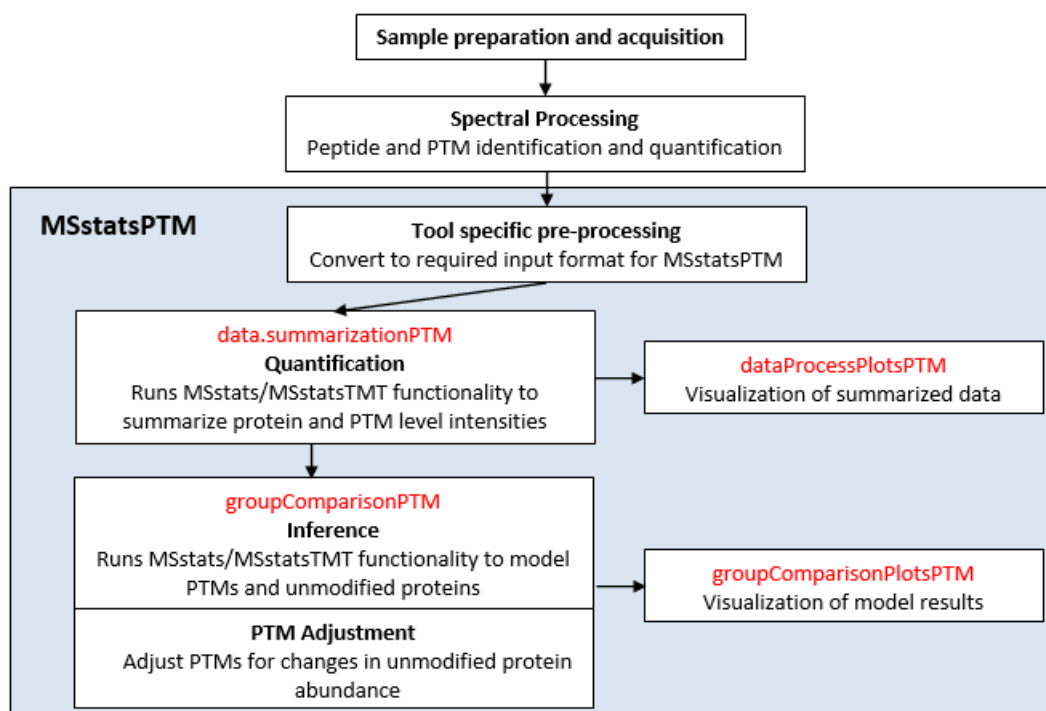 Sample preparation and acquisition
Spectral Processing
Peptide and PTM identification and quantification
MSstatsPTM
Tool specific pre-processing
Convert to required input format for MSstatsPTM
data.summarizationPTM
Quantification
Runs MSstats/MSstatsTMT functionality to
summarize protein and PTM level intensities
dataProcessPlotsPTM
Visualization of summarized data
groupComparisonPTM
Inference
Runs MSstats/MSstatsTMT functionality to model
PTMs and unmodified proteins
groupComparisonPlotsPTM
Visualization of model results
PTM Adjustment
Adjust PTMs for changes in unmodified protein
abundance